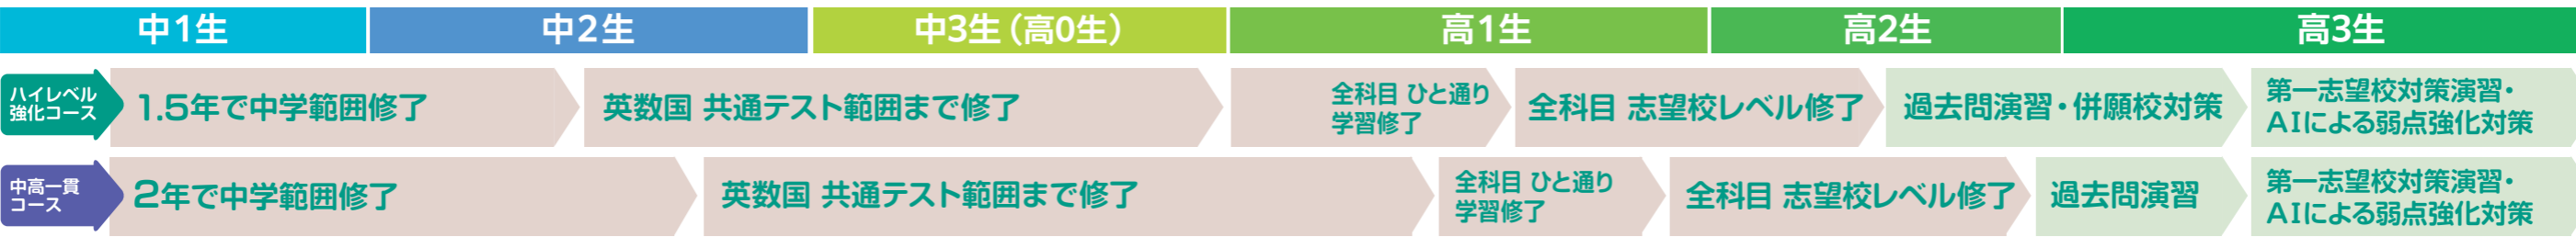 中1生
中2生
中3生（高0生）
高1生
高2生
高3生
ハイレベル
強化コース
1.5年で中学範囲修了
英数国 共通テスト範囲まで修了
全科目 ひと通り
学習修了
全科目 志望校レベル修了
過去問演習・併願校対策
第一志望校対策演習・
AIによる弱点強化対策
中高一貫
コース
2年で中学範囲修了
英数国 共通テスト範囲まで修了
全科目 ひと通り
学習修了
全科目 志望校レベル修了
過去問演習
第一志望校対策演習・
AIによる弱点強化対策